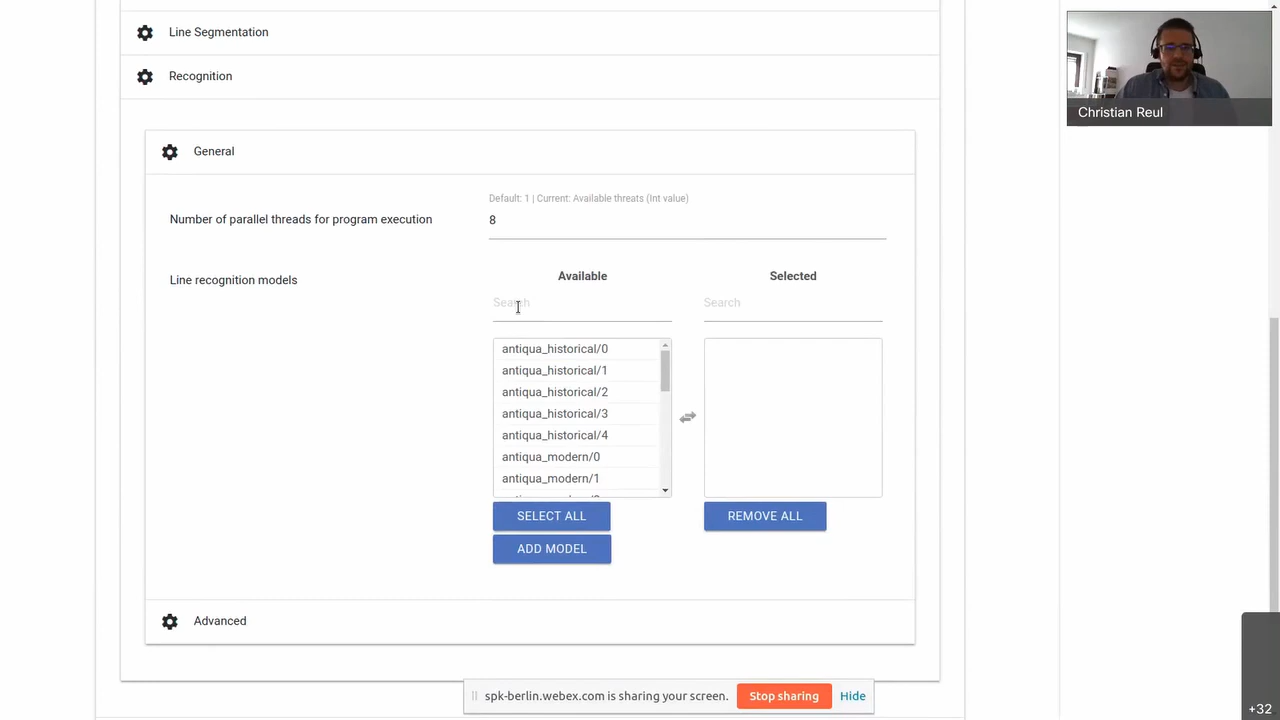 Line Segmentation
Recognition
Christian Reul
General
Default: 1 | Current: Available threats (Int value)
Number of parallel threads for program execution
8
Line recognition models
Available
Selected
Search
Search
antiqua_historical/0
antiqua_historical/1
antiqua_historical/2
antiqua_historical/3
antiqua_historical/4
antiqua_modern/0
antiqua_modern/1
SELECT ALL
REMOVE ALL
ADD MODEL
Advanced
spk-berlin.webex.com is sharing your screen.
Stop sharing
Hide
+32